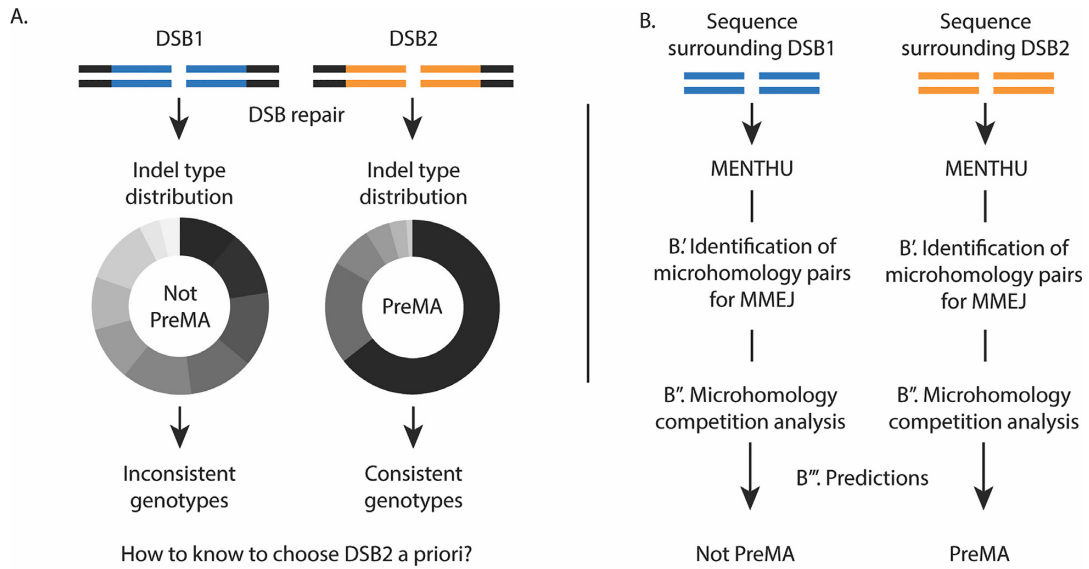 A.
DSB1
DSB2
DSB repair
Indel type
distribution
Indel type
distribution
Not
PreMA
PreMA
Inconsistent
genotypes
Consistent
genotypes
How to know to choose DSB2 a priori?
B.
Sequence
surrounding DSB1
Sequence
surrounding DSB2
MENTHU
MENTHU
B'. Identification of
microhomology pairs
for MMEJ
B'. Identification of
microhomology pairs
for MMEJ
B''. Microhomology
competition analysis
B''. Microhomology
competition analysis
B'''. Predictions
Not PreMA
PreMA